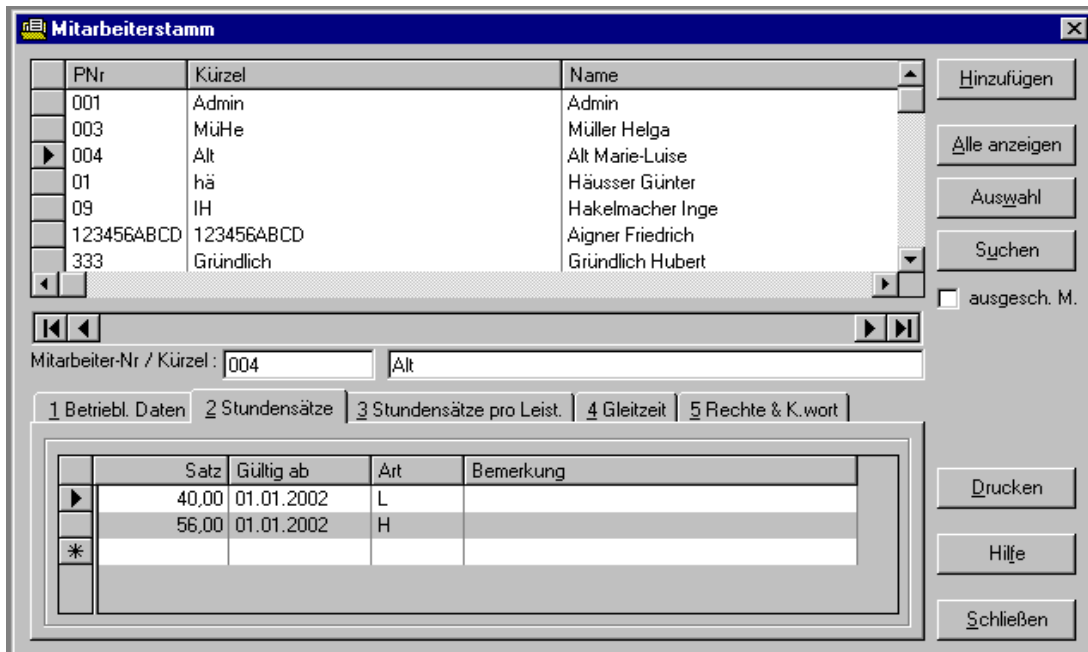 Mitarbeiterstamm
PNr Kürzel Name
001 Admin Admin
003 MüHe Müller Helga
004 Alt Alt Marie-Luise
01 hä Häusser Günter
09 IH Hakelmacher Inge
123456ABCD 123456ABCD Aigner Friedrich
333 Gründlich Gründlich Hubert
Hinzufügen
Alle anzeigen
Auswahl
Suchen
ausgesch. M.
Mitarbeiter-Nr / Kürzel : 004 Alt
1 Betriebl. Daten 2 Stundensätze 3 Stundensätze pro Leist. 4 Gleitzeit 5 Rechte & K.wort
Satz Gültig ab Art Bemerkung
40,00 01.01.2002 L
56,00 01.01.2002 H
Drucken
Hilfe
Schließen